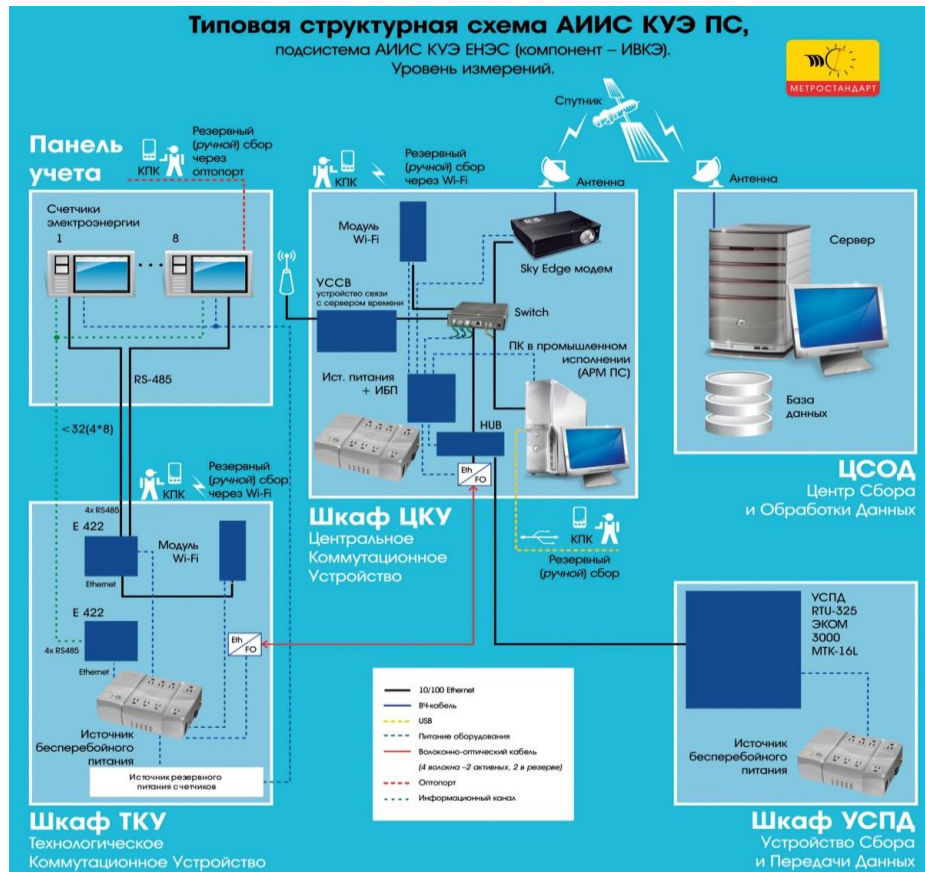 Типовая структурная схема АИИС КУЭ ПС,
подсистема АИИС КУЭ ЕНЭС (компонент – ИВКЭ).
Уровень измерений.
МЕТРОСТАНДАРТ
Спутник
Панель
учета
КПК
Резервный
(ручной) сбор
через
оптопорт
КПК
Резервный
(ручной) сбор
через Wi-Fi
Антенна
Антенна
Счетчики
электроэнергии
1
8
RS-485
<32(4*8)
Модуль
Wi-Fi
Sky Edge модем
УССВ
устройство связи
с сервером времени
Switch
ПК в промышленном
исполнении
(АРМ ПС)
Ист. питания
+ ИБП
HUB
Eth
FO
Сервер
База
данных
ЦСОД
Центр Сбора
и Обработки Данных
Шкаф ЦКУ
Центральное
Коммутационное
Устройство
КПК
Резервный
(ручной) сбор
КПК
Резервный
(ручной) сбор
через Wi-Fi
4x RS485
E 422
Ethernet
Модуль
Wi-Fi
E 422
4x RS485
Ethernet
Eth
FO
Источник
бесперебойного
питания
Источник резервного
питания счетчиков
Шкаф ТКУ
Технологическое
Коммутационное Устройство
10/100 Ethernet
ВЧ-кабель
USB
Питание оборудования
Волоконно-оптический кабель
(4 волокна –2 активных, 2 в резерве)
Оптопорт
Информационный канал
УСПД
RTU-325
ЭКОМ
3000
МТК-16L
Источник
бесперебойного
питания
Шкаф УСПД
Устройство Сбора
и Передачи Данных